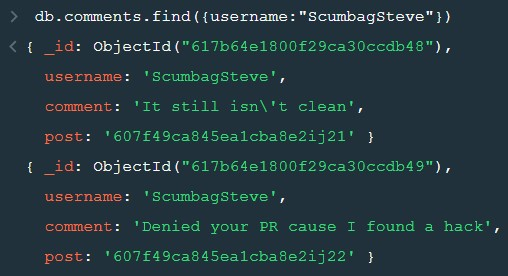 > db.comments.find({username:"ScumbagSteve"})
< { _id: ObjectId("617b64e1800f29ca30ccdb48"),
username: 'ScumbagSteve',
comment: 'It still isn\'t clean',
post: '607f49ca845ea1cba8e2ij21' }
{ _id: ObjectId("617b64e1800f29ca30ccdb49"),
username: 'ScumbagSteve',
comment: 'Denied your PR cause I found a hack',
post: '607f49ca845ea1cba8e2ij22' }